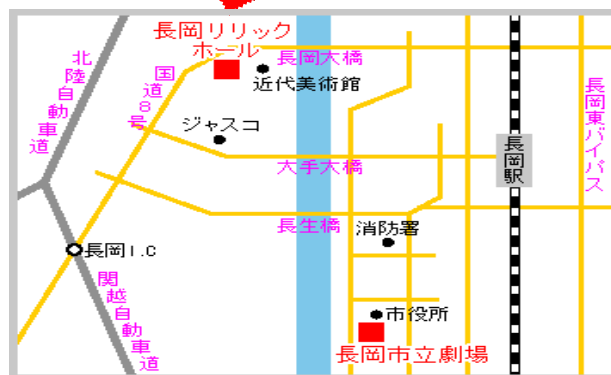 長岡リリック
ホール
長岡大橋
近代美術館
北陸自動車道
国道8号
ジャスコ
大手大橋
長岡駅
長岡東バイパス
長生橋
消防署
長岡I.C
関越自動車道
市役所
長岡市立劇場